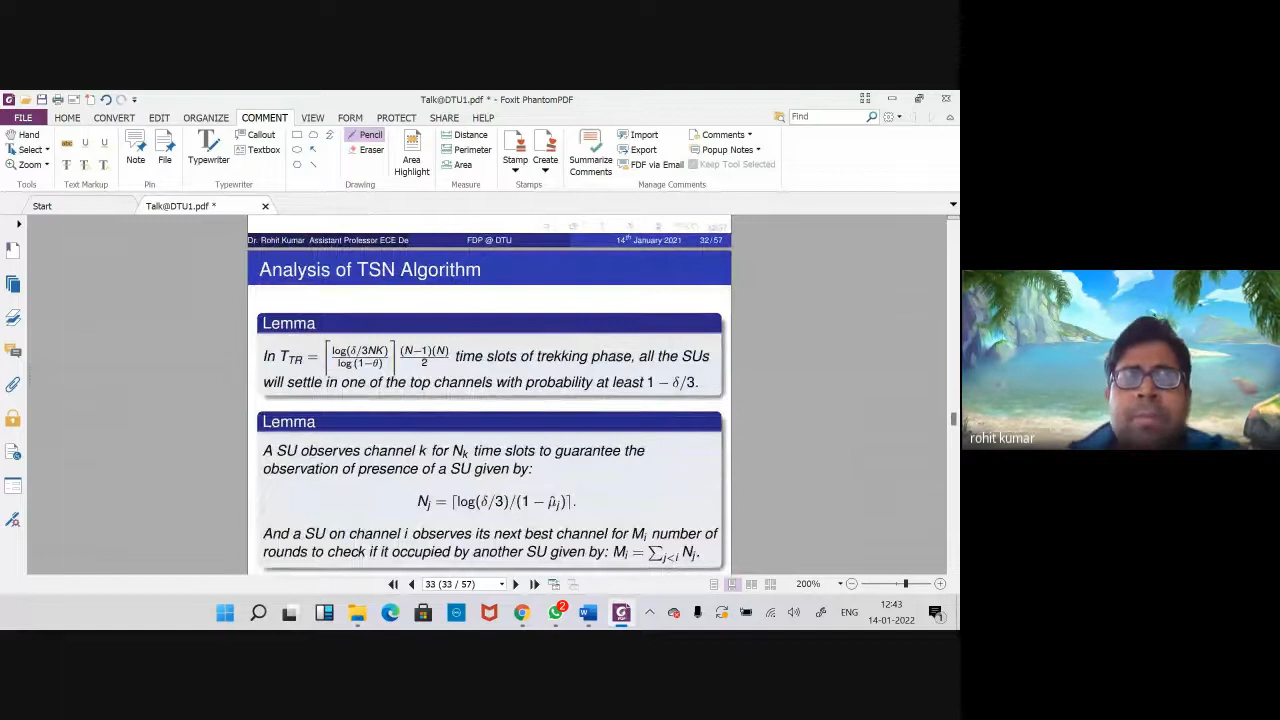 Talk@DTU1.pdf * - Foxit PhantomPDF
FILE HOME CONVERT EDIT ORGANIZE COMMENT VIEW FORM PROTECT SHARE HELP Find
Hand Select Zoom Tools
Text Markup
Note File Pin
Typewriter Callout Textbox Typewriter
Pencil Eraser Area Highlight Drawing
Distance Perimeter Area Measure
Stamp Create Stamps
Summarize Comments Import Export FDF via Email Comments Popup Notes Keep Tool Selected Manage Comments
Start Talk@DTU1.pdf *
Dr. Rohit Kumar Assistant Professor ECE De FDP @ DTU 14th January 2021 32/57
Analysis of TSN Algorithm
Lemma
In T_TR = ⌈log(δ/3NK)/log(1−θ)⌉ (N−1)(N)/2 time slots of trekking phase, all the SUs
will settle in one of the top channels with probability at least 1 − δ/3.
Lemma
A SU observes channel k for N_k time slots to guarantee the
observation of presence of a SU given by:
N_j = ⌈log(δ/3)/(1 − μ̂_j)⌉.
And a SU on channel i observes its next best channel for M_i number of
rounds to check if it occupied by another SU given by: M_i = ∑_{j<i} N_j.
rohit kumar
33 (33 / 57) 200%
2 ENG 12:43 1
14-01-2022